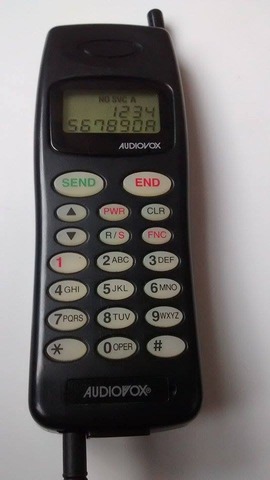 NO SVC A
1234
567890A
AUDIOVOX
SEND END
▲ PWR CLR
▼ R/S FNC
1 2 ABC 3 DEF
4 GHI 5 JKL 6 MNO
7 PQRS 8 TUV 9 WXYZ
* 0 OPER #
AUDIOVOX®